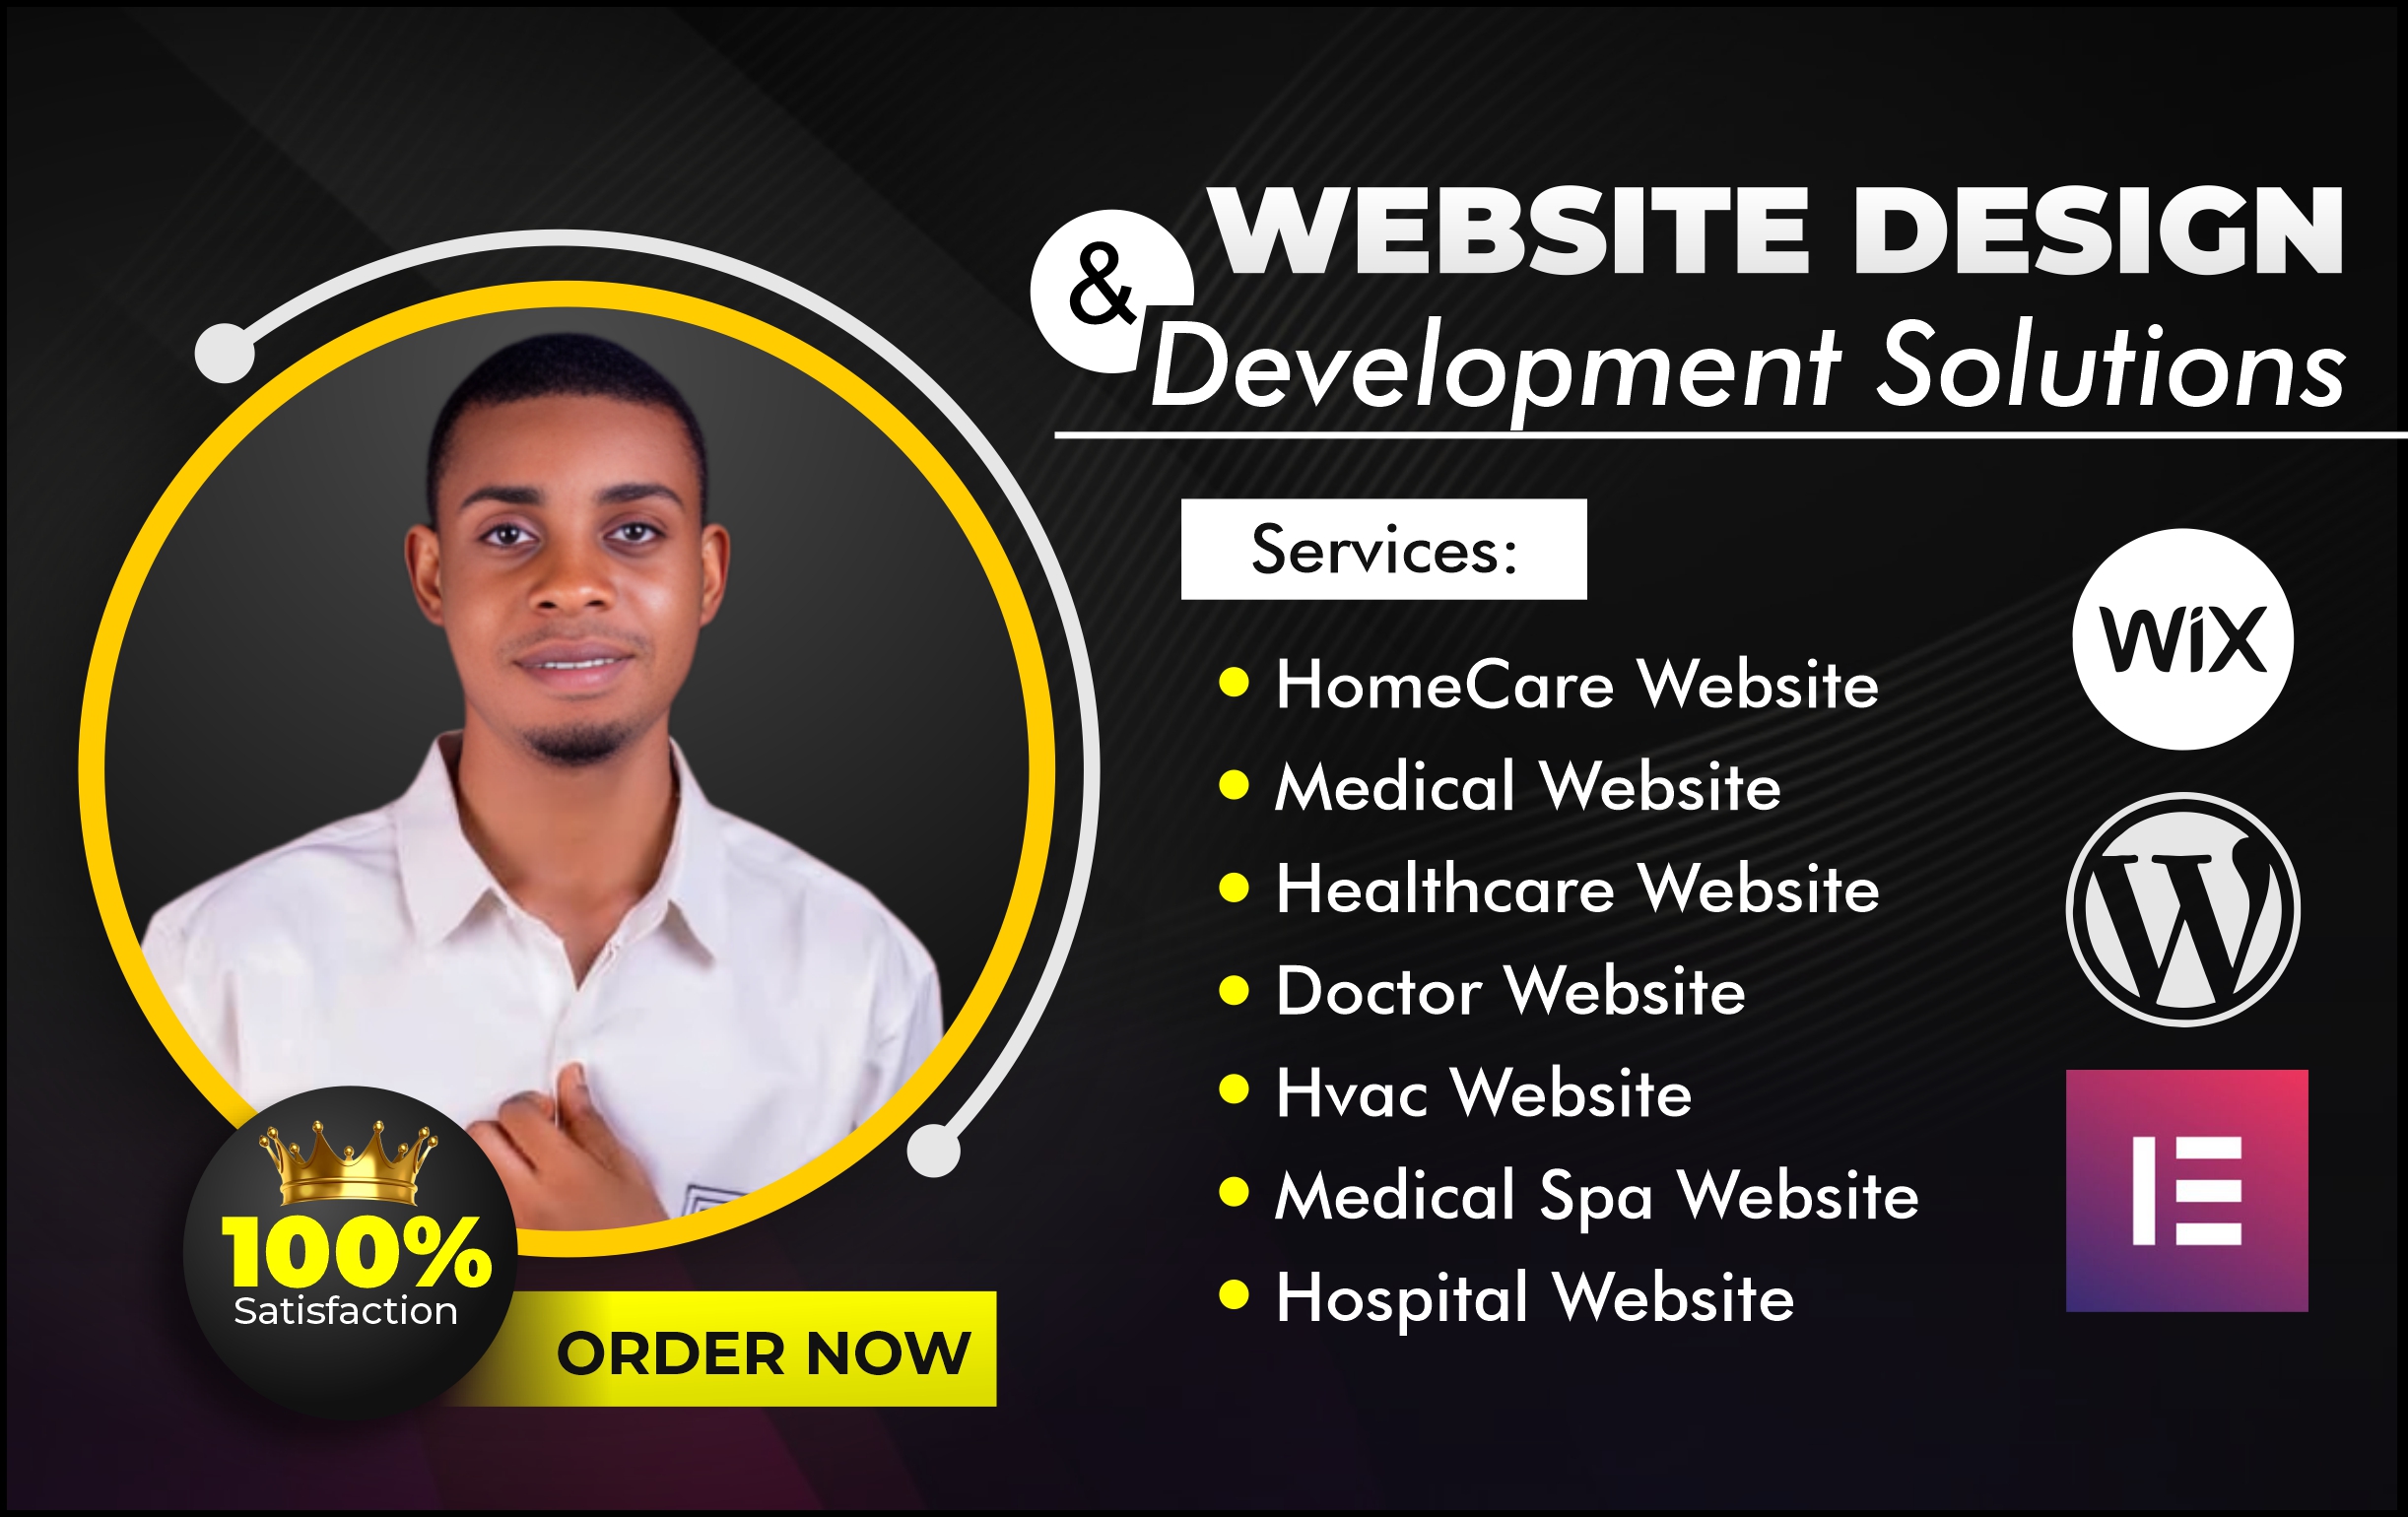 WEBSITE DESIGN
& Development Solutions
Services:
HomeCare Website
Medical Website
Healthcare Website
Doctor Website
Hvac Website
Medical Spa Website
Hospital Website
WiX
100%
Satisfaction
ORDER NOW